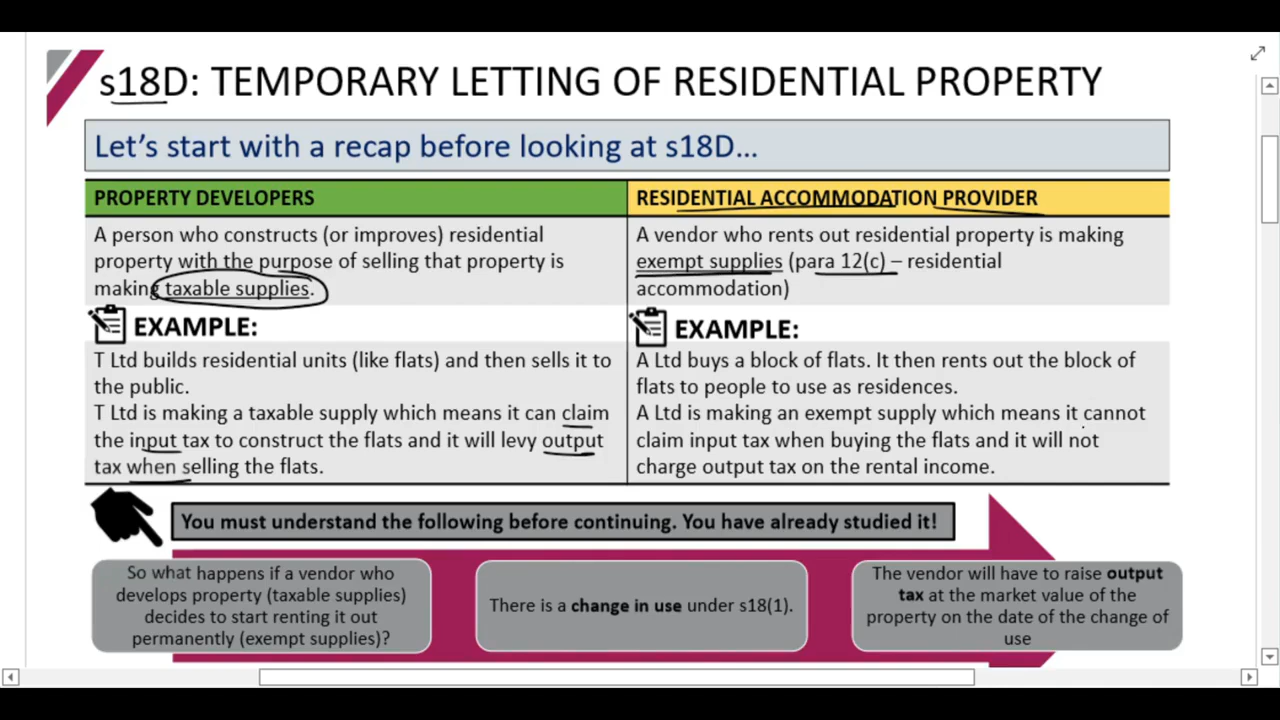 s18D: TEMPORARY LETTING OF RESIDENTIAL PROPERTY
Let's start with a recap before looking at s18D...
PROPERTY DEVELOPERS
A person who constructs (or improves) residential
property with the purpose of selling that property is
making taxable supplies.
EXAMPLE:
T Ltd builds residential units (like flats) and then sells it to
the public.
T Ltd is making a taxable supply which means it can claim
the input tax to construct the flats and it will levy output
tax when selling the flats.
RESIDENTIAL ACCOMMODATION PROVIDER
A vendor who rents out residential property is making
exempt supplies (para 12(c) – residential
accommodation)
EXAMPLE:
A Ltd buys a block of flats. It then rents out the block of
flats to people to use as residences.
A Ltd is making an exempt supply which means it cannot
claim input tax when buying the flats and it will not
charge output tax on the rental income.
You must understand the following before continuing. You have already studied it!
So what happens if a vendor who
develops property (taxable supplies)
decides to start renting it out
permanently (exempt supplies)?
There is a change in use under s18(1).
The vendor will have to raise output
tax at the market value of the
property on the date of the change of
use